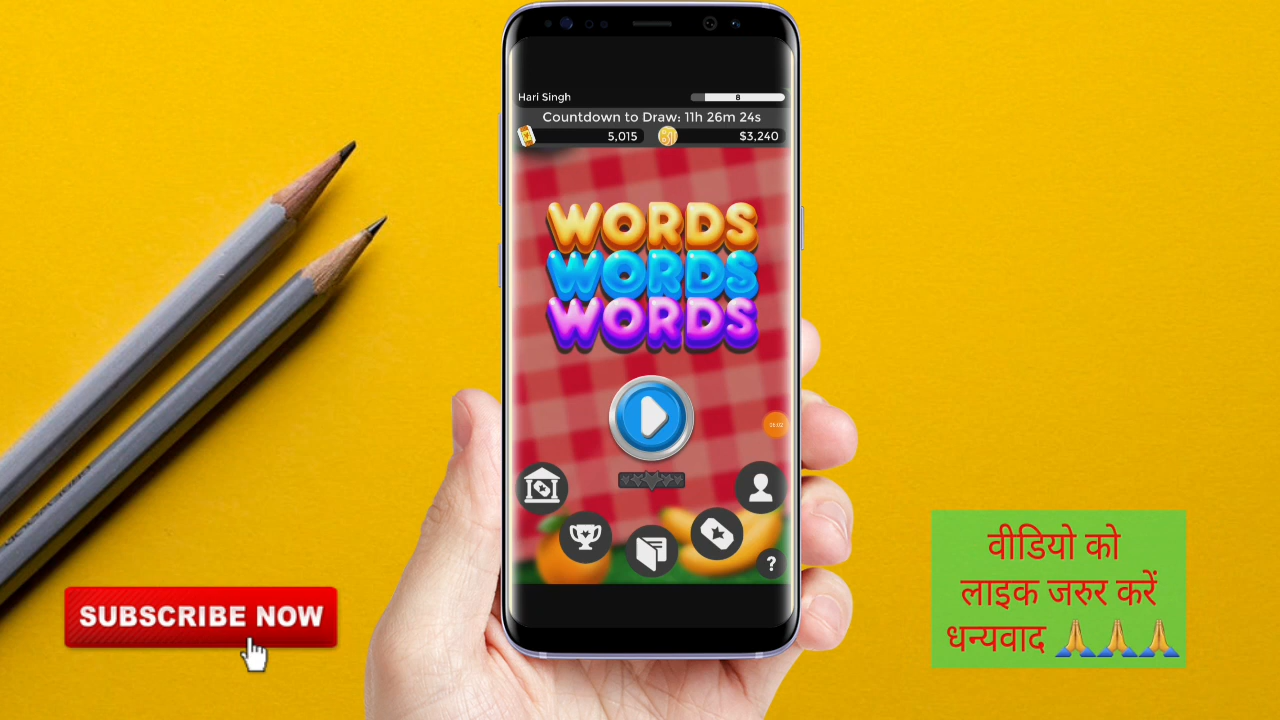 Hari Singh
8
Countdown to Draw: 11h 26m 24s
5,015
$3,240
WORDS
WORDS
WORDS
?
SUBSCRIBE NOW
वीडियो को
लाइक जरुर करें
धन्यवाद 🙏🙏🙏